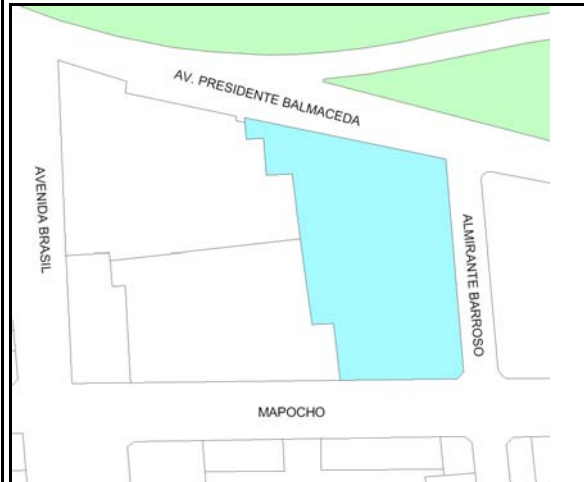 AV. PRESIDENTE BALMACEDA
AVENIDA BRASIL
ALMIRANTE BARROSO
MAPOCHO